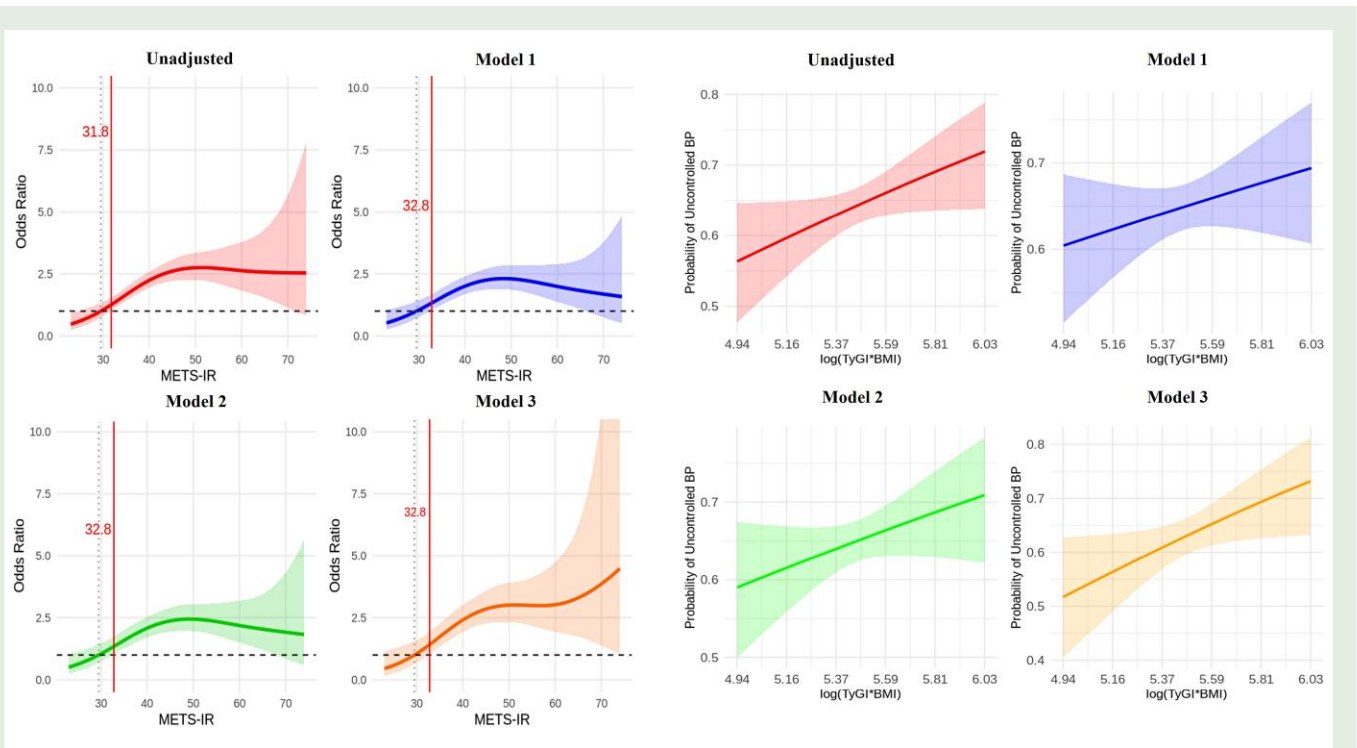 Unadjusted
10.0
7.5
5.0
2.5
0.0
31.8
Odds Ratio
30 40 50 60 70
METS-IR
Model 1
10.0
7.5
5.0
2.5
0.0
32.8
Odds Ratio
30 40 50 60 70
METS-IR
Unadjusted
0.8
0.7
0.6
0.5
Probability of Uncontrolled BP
4.94 5.16 5.37 5.59 5.81 6.03
log(TyGI*BMI)
Model 1
0.7
0.6
Probability of Uncontrolled BP
4.94 5.16 5.37 5.59 5.81 6.03
log(TyGI*BMI)
Model 2
10.0
7.5
5.0
2.5
0.0
32.8
Odds Ratio
30 40 50 60 70
METS-IR
Model 3
10.0
7.5
5.0
2.5
0.0
32.8
Odds Ratio
30 40 50 60 70
METS-IR
Model 2
0.7
0.6
0.5
Probability of Uncontrolled BP
4.94 5.16 5.37 5.59 5.81 6.03
log(TyGI*BMI)
Model 3
0.8
0.7
0.6
0.5
0.4
Probability of Uncontrolled BP
4.94 5.16 5.37 5.59 5.81 6.03
log(TyGI*BMI)